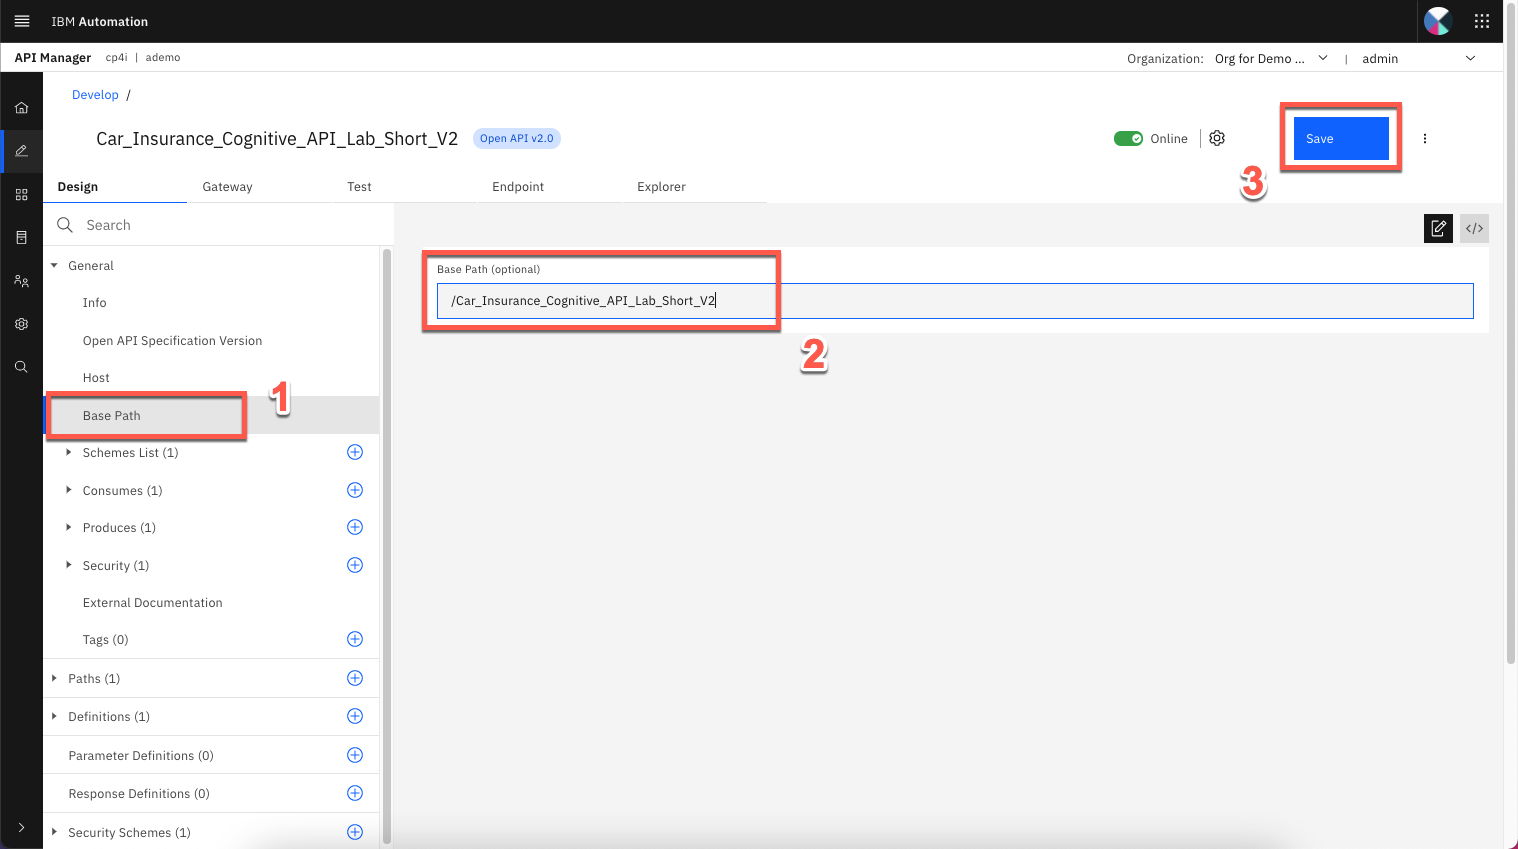 IBM Automation
API Manager cp4i | ademo
Organization: Org for Demo ... | admin
Develop /
Car_Insurance_Cognitive_API_Lab_Short_V2 Open API v2.0
Online
Save
3
Design Gateway Test Endpoint Explorer
Search
</>
General
Info
Open API Specification Version
Host
Base Path
1
Schemes List (1)
Consumes (1)
Produces (1)
Security (1)
External Documentation
Tags (0)
Paths (1)
Definitions (1)
Parameter Definitions (0)
Response Definitions (0)
Security Schemes (1)
Base Path (optional)
/Car_Insurance_Cognitive_API_Lab_Short_V2
2